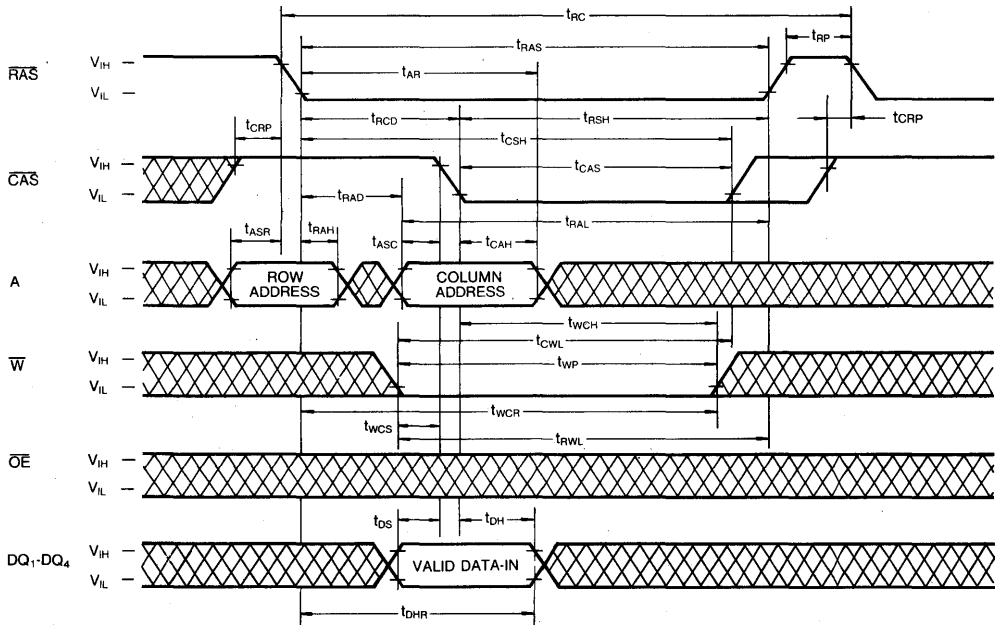 tRC
tRP
tRAS
RAS
VIH
VIL
tAR
tCRP
tRCD
tRSH
tCRP
tCSH
CAS
VIH
VIL
tCAS
tRAD
tRAL
tASR
tRAH
tASC
tCAH
A
VIH
VIL
ROW
ADDRESS
COLUMN
ADDRESS
tWCH
tCWL
W
VIH
VIL
tWP
tWCR
tWCS
tRWL
OE
VIH
VIL
tDS
tDH
DQ1-DQ4
VIH
VIL
VALID DATA-IN
tDHR